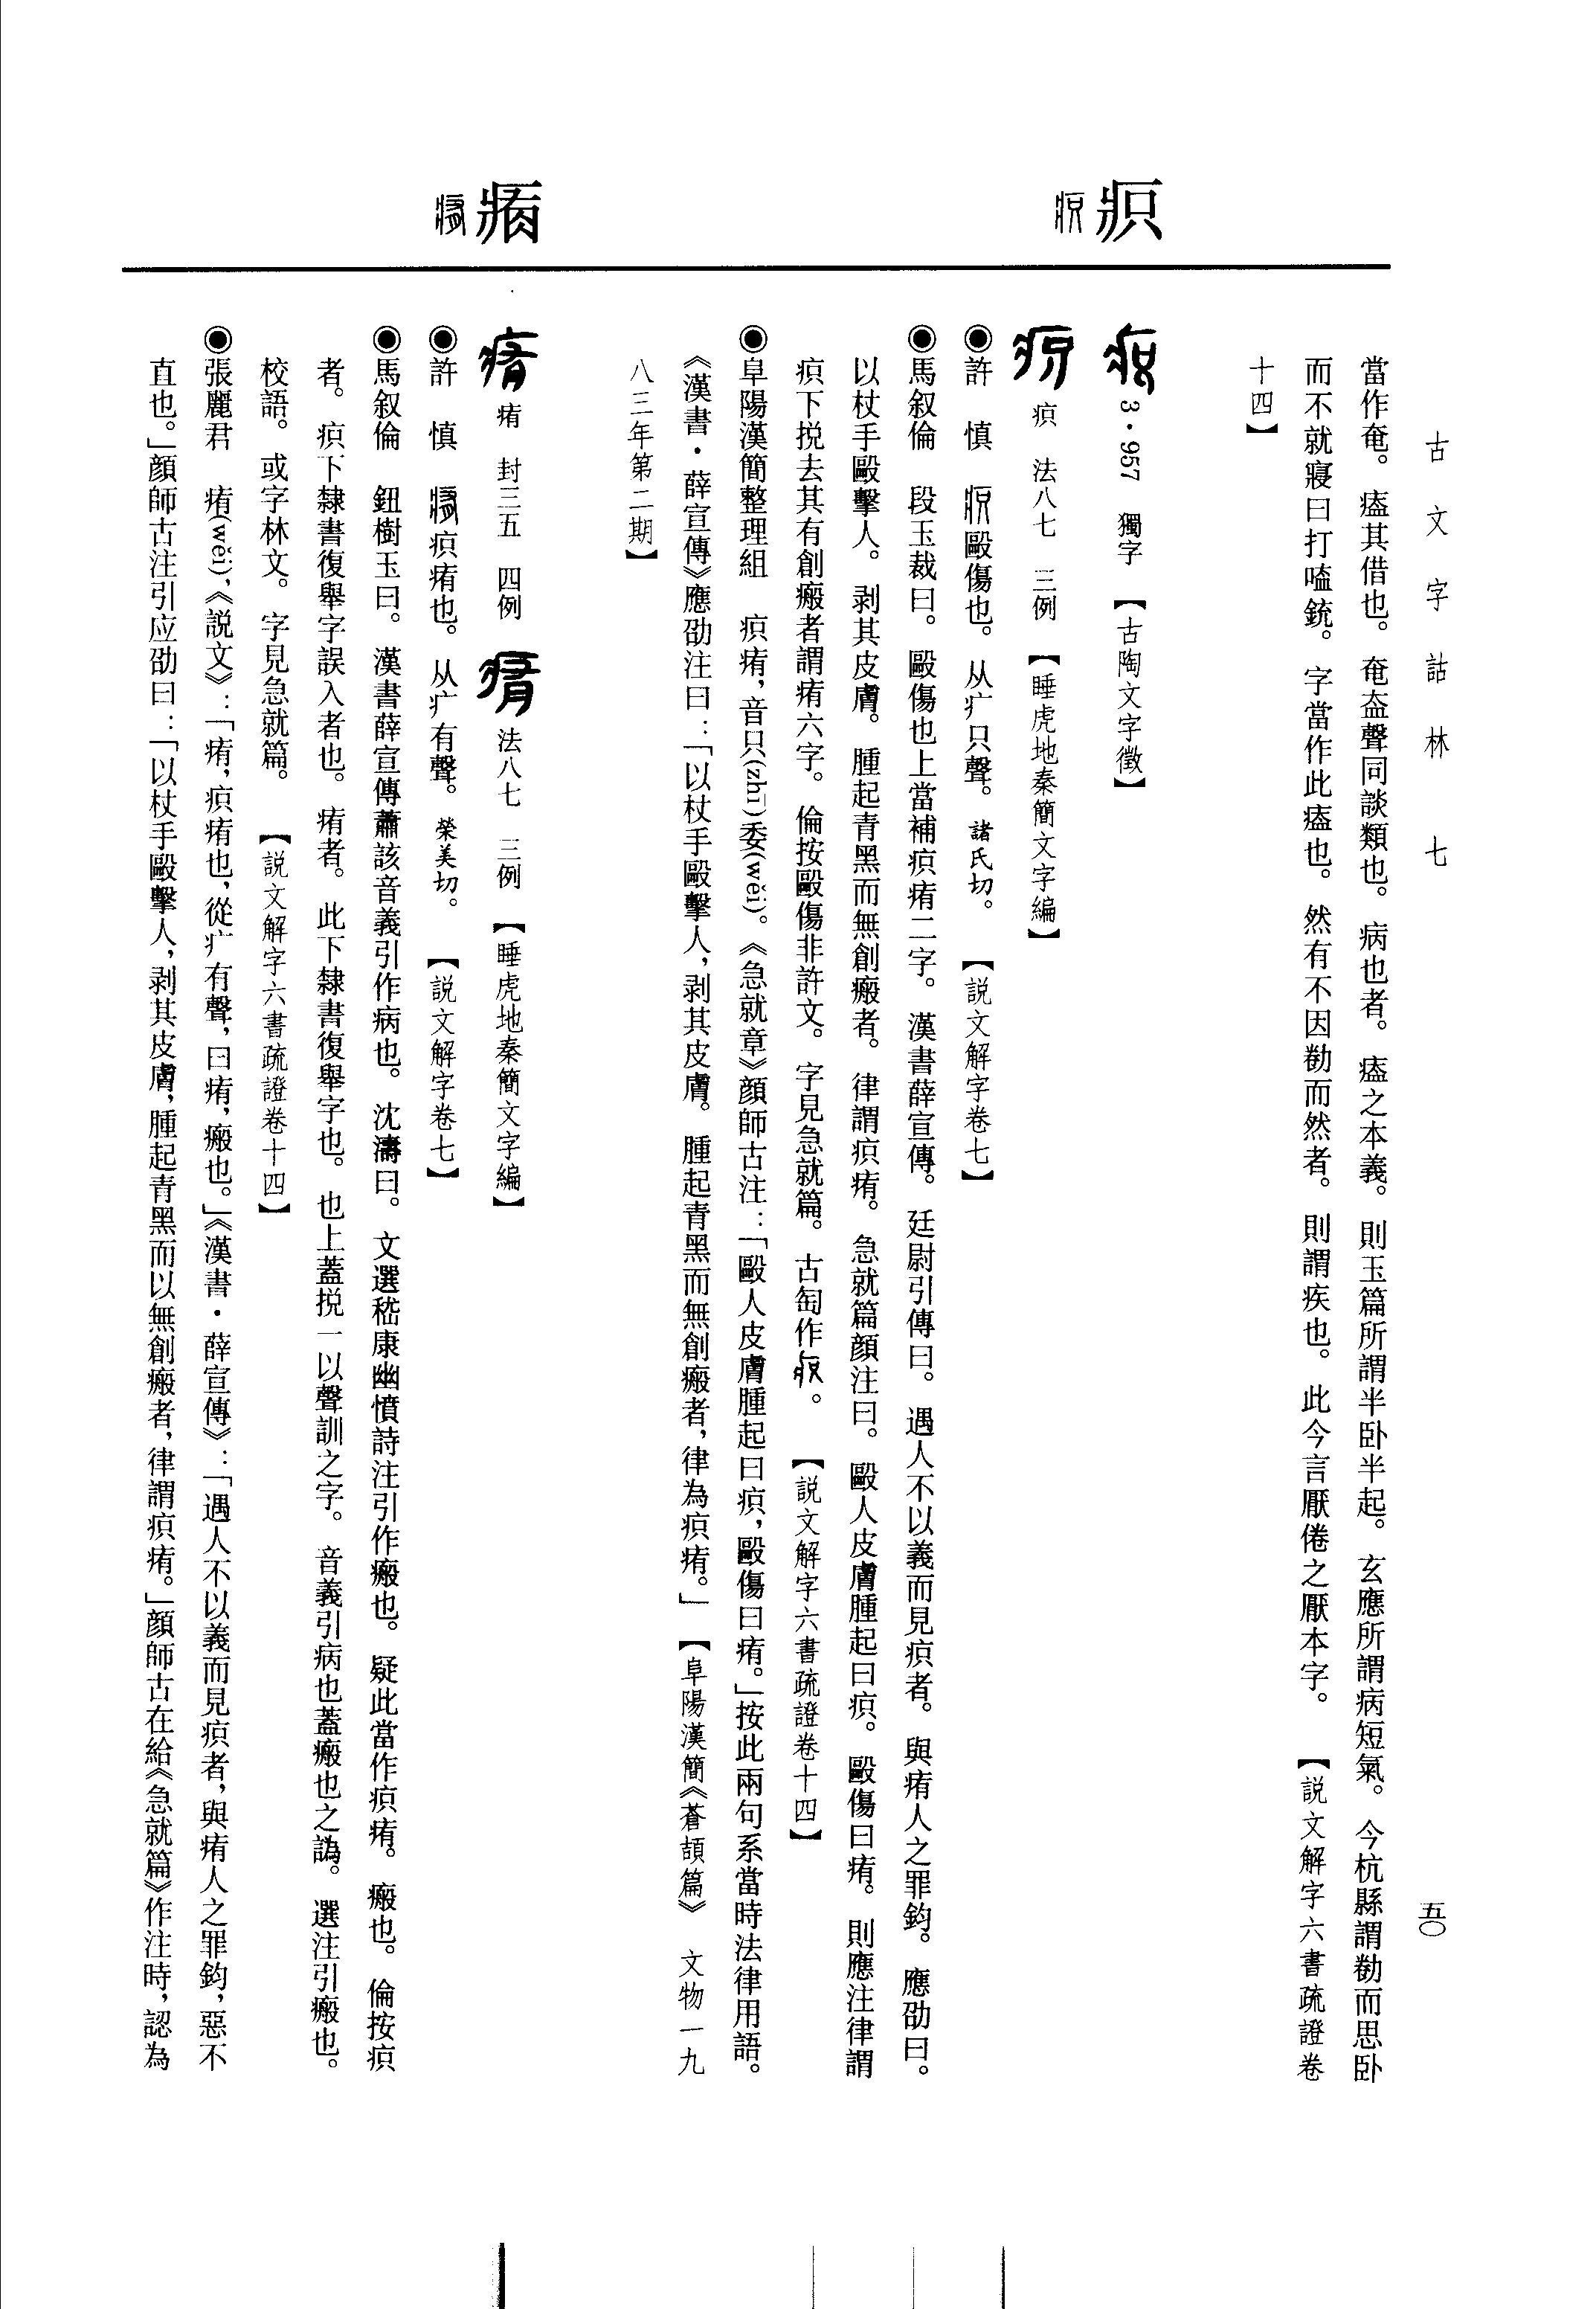 古文字詁林　七
五〇
當作奄。瘂其借也。奄盇聲同談類也。病也者。瘂之本義。則玉篇所謂半卧半起。玄應所謂病短氣。今杭縣謂勌而思卧
而不就寢曰打嗑銃。字當作此瘂也。然有不因勌而然者。則謂疾也。此今言厭倦之厭本字。　【説文解字六書疏證卷
十四】
疻
3·957　獨字　【古陶文字徵】
疻　法八七　三例　【睡虎地秦簡文字編】
◉許　慎　毆傷也。从疒只聲。諸氏切。　【説文解字卷七】
◉馬叙倫　段玉裁曰。毆傷也上當補疻痏二字。漢書薛宣傳。廷尉引傳曰。遇人不以義而見疻者。與痏人之罪鈞。應劭曰。
以杖手毆擊人。剥其皮膚。腫起青黑而無創瘢者。律謂疻痏。急就篇顔注曰。毆人皮膚腫起曰疻。毆傷曰痏。則應注律謂
疻下挩去其有創瘢者謂痏六字。倫按毆傷非許文。字見急就篇。古匋作。　【説文解字六書疏證卷十四】
◉阜陽漢簡整理組　疻痏，音只(zhǐ)委(wěi)。《急就章》顔師古注：「毆人皮膚腫起曰疻，毆傷曰痏。」按此兩句系當時法律用語。
《漢書·薛宣傳》應劭注曰：「以杖手毆擊人，剥其皮膚。腫起青黑而無創瘢者，律為疻痏。」　【阜陽漢簡《蒼頡篇》　文物一九
八三年第二期】
痏
痏　封三五　四例　法八七　三例　【睡虎地秦簡文字編】
◉許　慎　疻痏也。从疒有聲。榮美切。　【説文解字卷七】
◉馬叙倫　鈕樹玉曰。漢書薛宣傳蕭該音義引作病也。沈濤曰。文選嵇康幽憤詩注引作瘢也。疑此當作疻痏。瘢也。倫按疻
者。疻下隸書復舉字誤入者也。痏者。此下隸書復舉字也。也上蓋挩一以聲訓之字。音義引病也蓋瘢也之譌。選注引瘢也。
校語。或字林文。字見急就篇。　【説文解字六書疏證卷十四】
◉張麗君　痏(wěi)，《説文》：「痏，疻痏也，從疒有聲，曰痏，瘢也。」《漢書·薛宣傳》：「遇人不以義而見疻者，與痏人之罪鈞，惡不
直也。」顔師古注引应劭曰：「以杖手毆擊人，剥其皮膚，腫起青黑而以無創瘢者，律謂疻痏。」顔師古在給《急就篇》作注時，認為